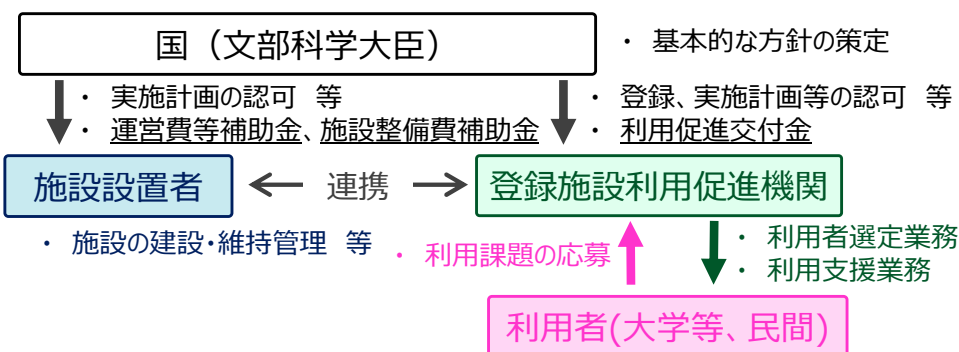 国（文部科学大臣）
・ 基本的な方針の策定
・ 実施計画の認可 等
・ 運営費等補助金、施設整備費補助金
・ 登録、実施計画等の認可 等
・ 利用促進交付金
施設設置者
連携
登録施設利用促進機関
・ 施設の建設・維持管理 等
・ 利用課題の応募
・ 利用者選定業務
・ 利用支援業務
利用者(大学等、民間)